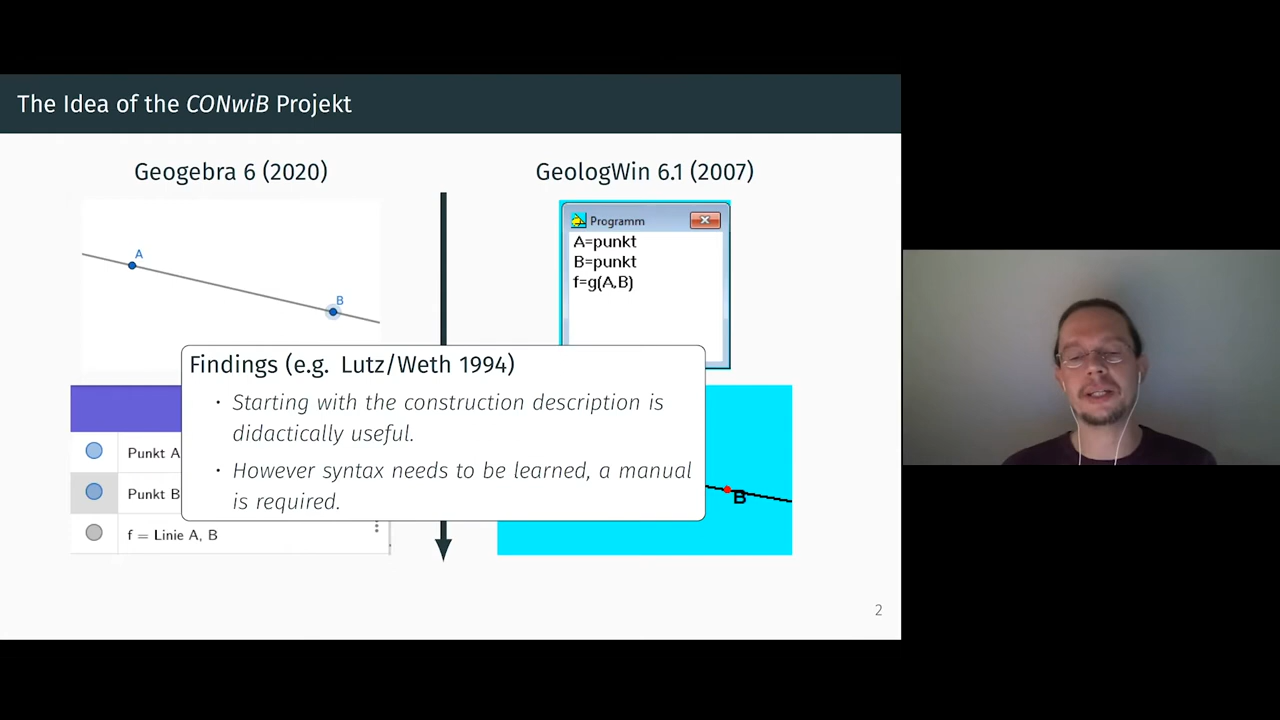 The Idea of the CONwiB Projekt
Geogebra 6 (2020)
GeologWin 6.1 (2007)
A
B
Programm
A=punkt
B=punkt
f=g(A,B)
Findings (e.g. Lutz/Weth 1994)
· Starting with the construction description is
didactically useful.
· However syntax needs to be learned, a manual
is required.
Punkt A
Punkt B
f = Linie A, B
B
2